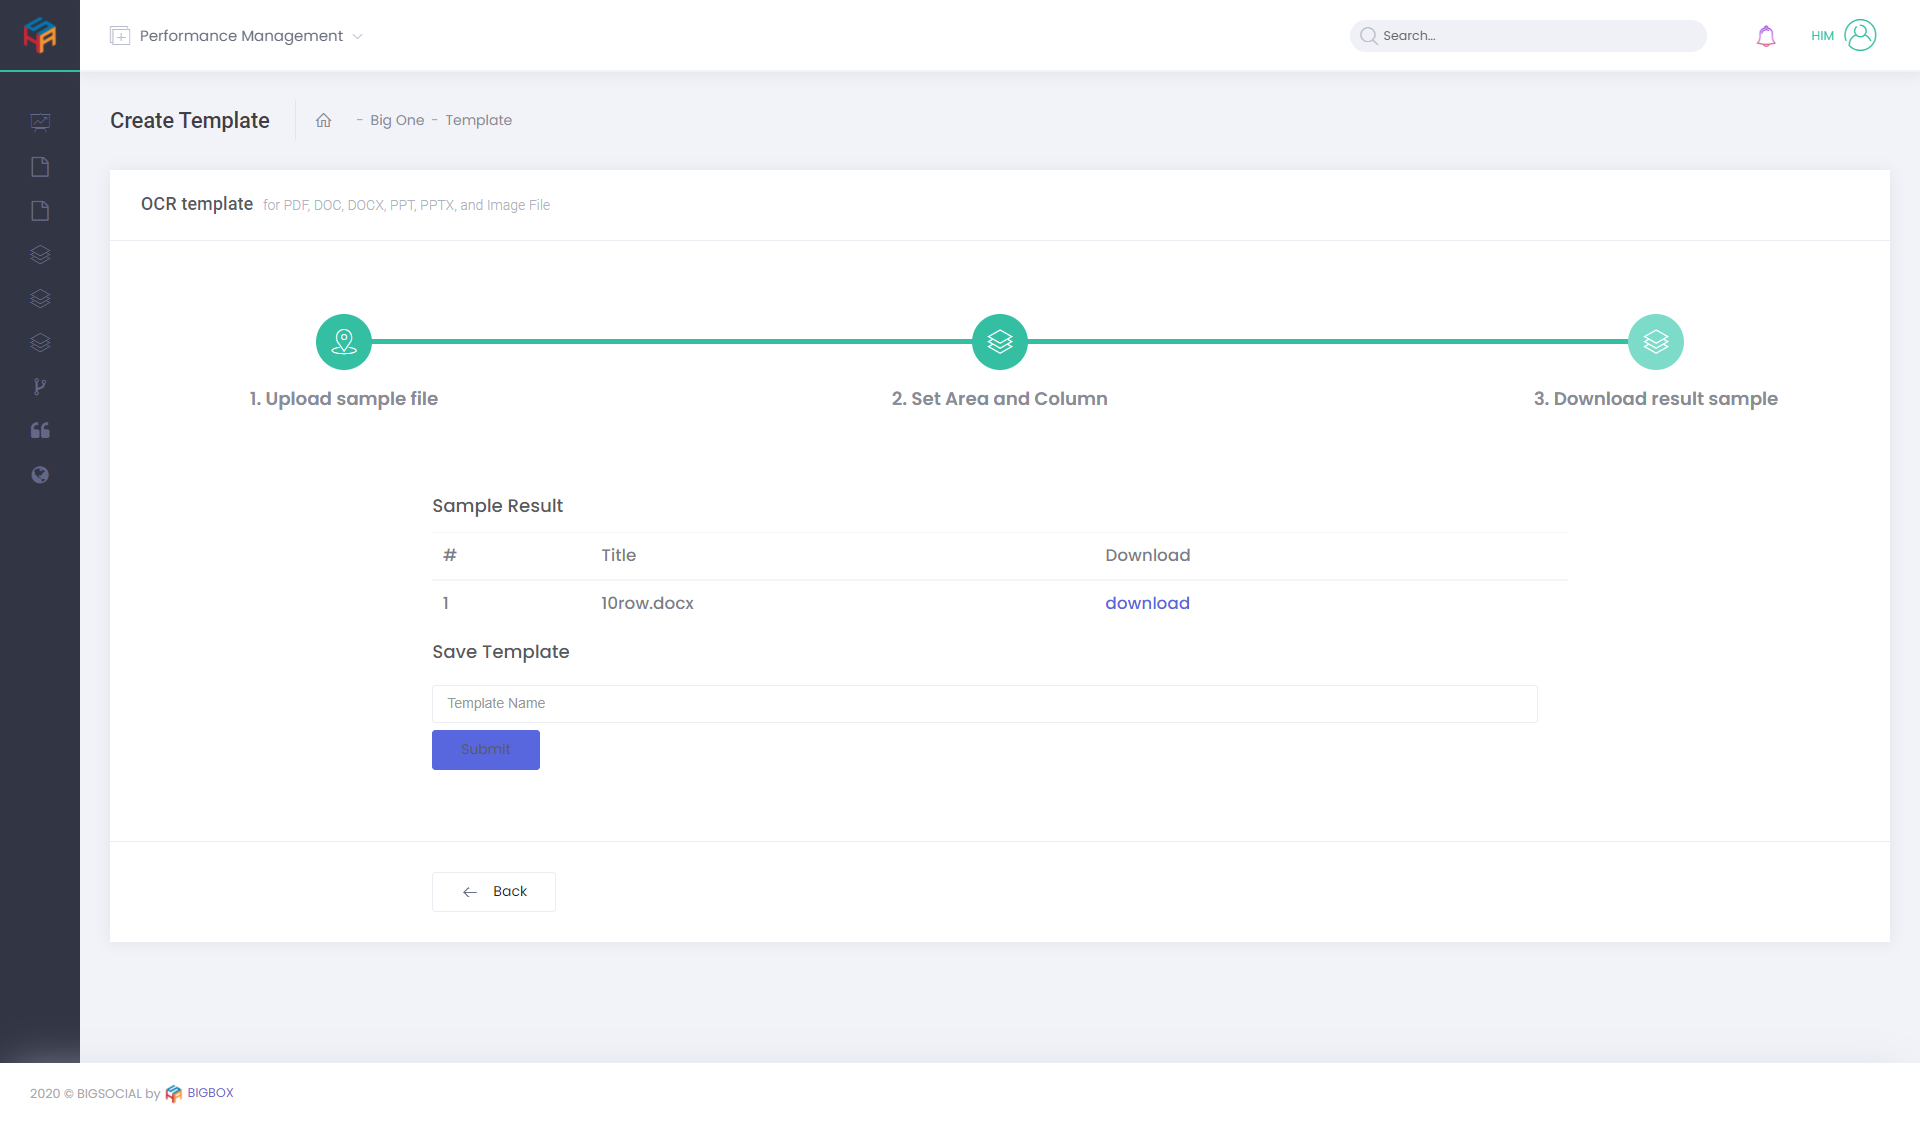 Performance Management
Search...
HIM
Create Template
- Big One - Template
OCR template for PDF, DOC, DOCX, PPT, PPTX, and Image File
1. Upload sample file
2. Set Area and Column
3. Download result sample
Sample Result
# Title Download
1 10row.docx download
Save Template
Template Name
Submit
Back
2020 © BIGSOCIAL by BIGBOX